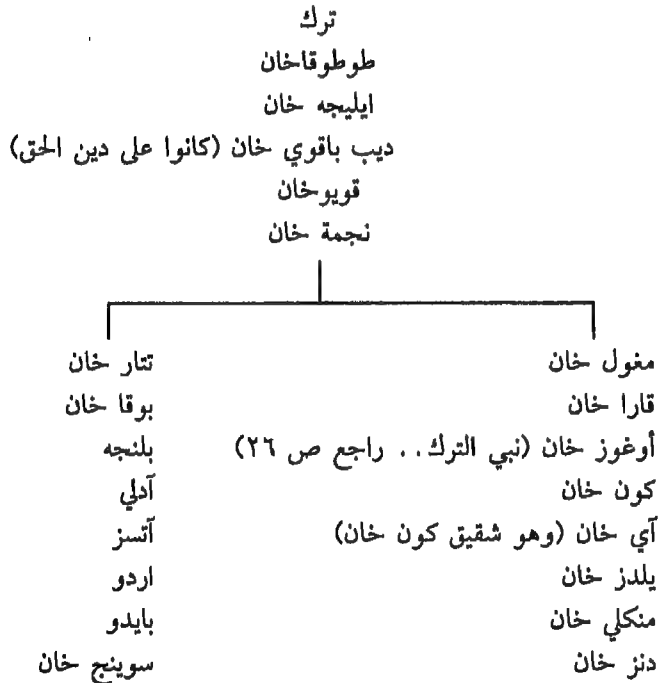 ترك
طوطوقاخان
ايليجه خان
ديب باقوي خان (كانوا على دين الحق)
قويوخان
نجمة خان
مغول خان
قارا خان
أوغوز خان (نبي الترك.. راجع ص ٢٦)
كون خان
آي خان (وهو شقيق كون خان)
يلدز خان
منكلي خان
دنز خان
تتار خان
بوقا خان
بلنجه
آدلي
آتسز
اردو
بايدو
سوينج خان